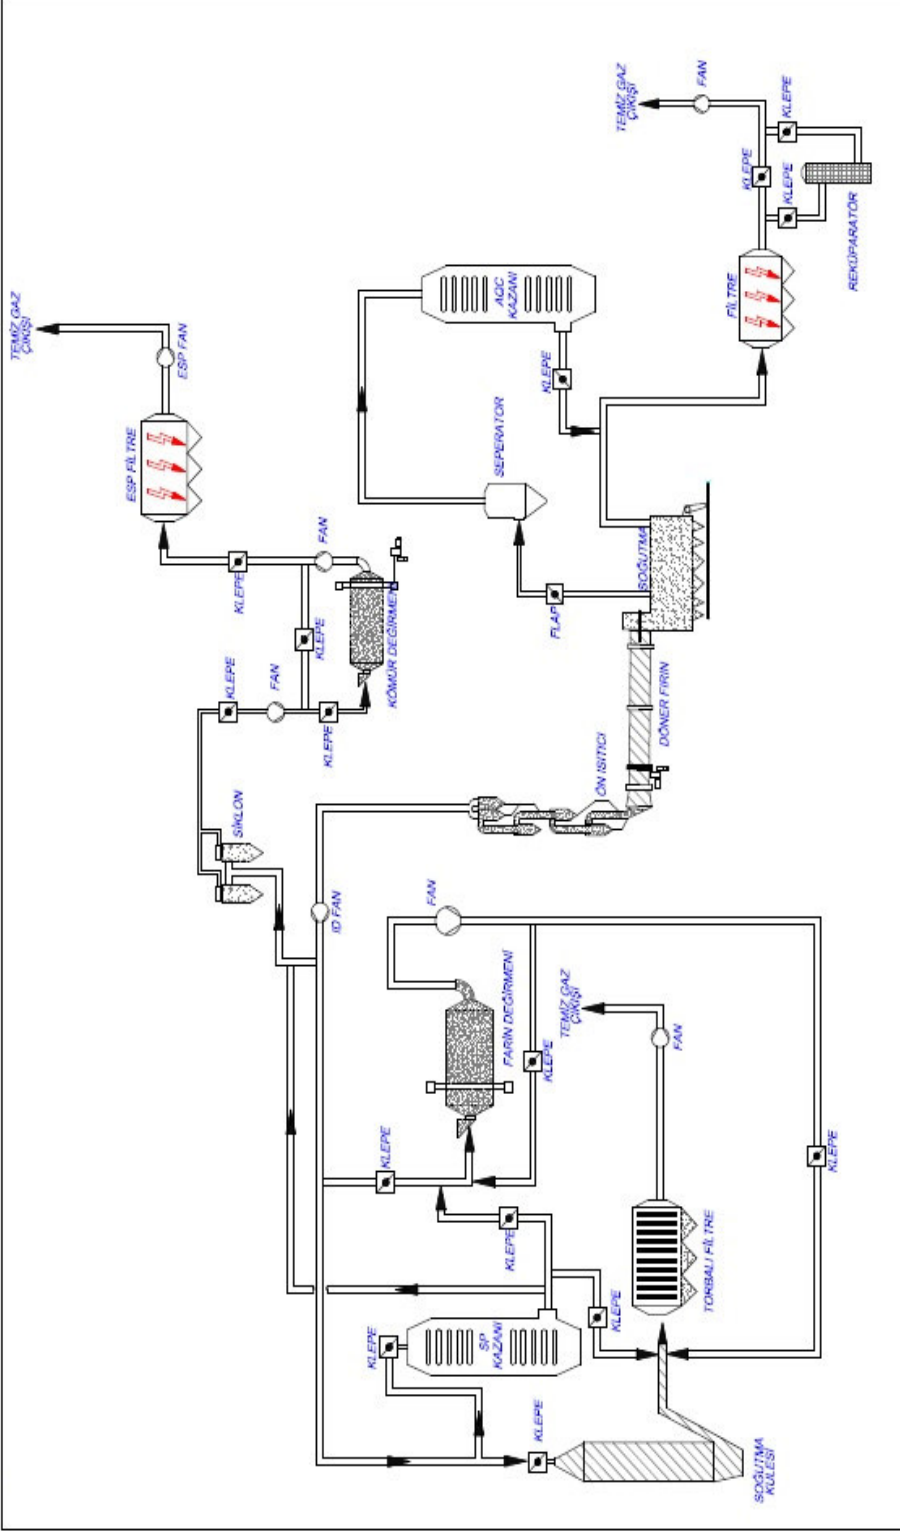 TEMİZ GAZ
ÇIKIŞI
ESP FİLTRE
ESP FAN
SİKLON
KLEPE
KLEPE
FAN
KLEPE
FAN
KLEPE
ID FAN
KLEPE
KLEPE
KÖMÜR DEĞİRMENİ
FAN
SP
KAZANI
SEPERATOR
AQC
KAZANI
KLEPE
FARİN DEĞİRMENİ
KLEPE
KLEPE
KLEPE
FLAP
TEMİZ GAZ
ÇIKIŞI
ÖN ISITICI
KLEPE
TEMİZ GAZ
ÇIKIŞI
SOĞUTMA
DÖNER FIRIN
FAN
FAN
TORBALI FİLTRE
FİLTRE
KLEPE
SOĞUTMA
KULESİ
KLEPE
KLEPE
KLEPE
REKÜPARATÖR